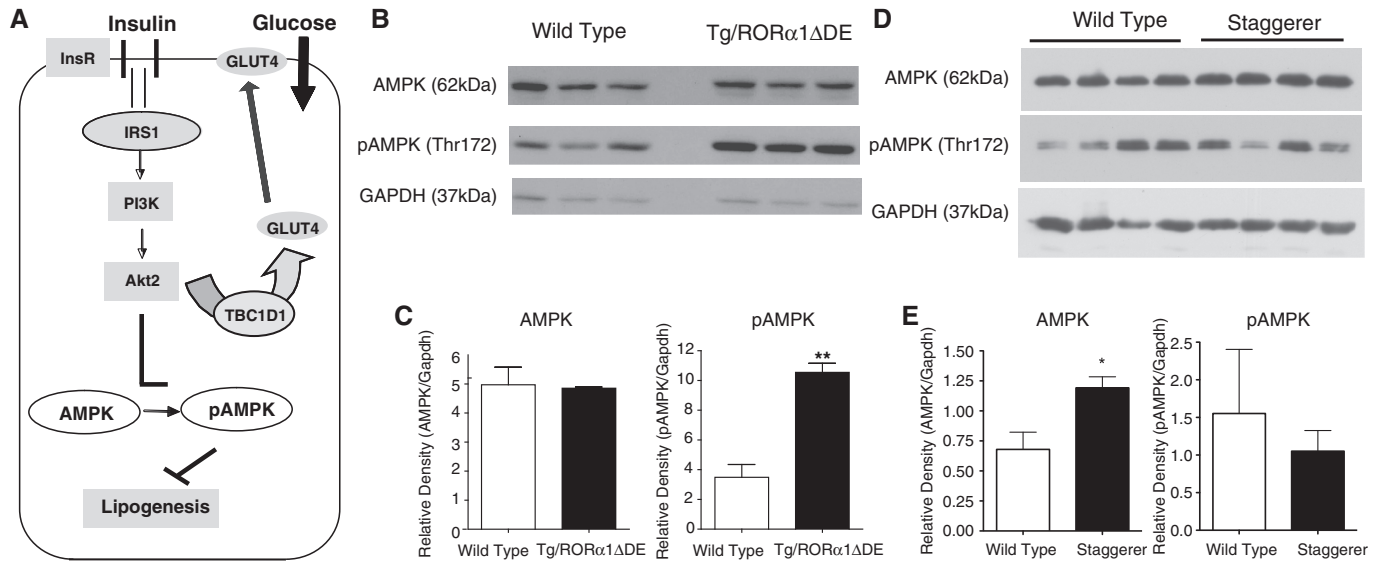 A
Insulin
Glucose
InsR
GLUT4
IRS1
PI3K
GLUT4
Akt2
TBC1D1
AMPK
pAMPK
Lipogenesis
B
Wild Type
Tg/RORα1ΔDE
AMPK (62kDa)
pAMPK (Thr172)
GAPDH (37kDa)
C
AMPK
Relative Density (AMPK/Gapdh)
6
5
4
3
2
1
0
Wild Type
Tg/RORα1ΔDE
pAMPK
Relative Density (pAMPK/Gapdh)
12
10
8
6
4
2
0
**
Wild Type
Tg/RORα1ΔDE
D
Wild Type
Staggerer
AMPK (62kDa)
pAMPK (Thr172)
GAPDH (37kDa)
E
AMPK
Relative Density (AMPK/Gapdh)
1.50
1.25
1.00
0.75
0.50
0.25
0.00
*
Wild Type
Staggerer
pAMPK
Relative Density (pAMPK/Gapdh)
2.5
2.0
1.5
1.0
0.5
0.0
Wild Type
Staggerer